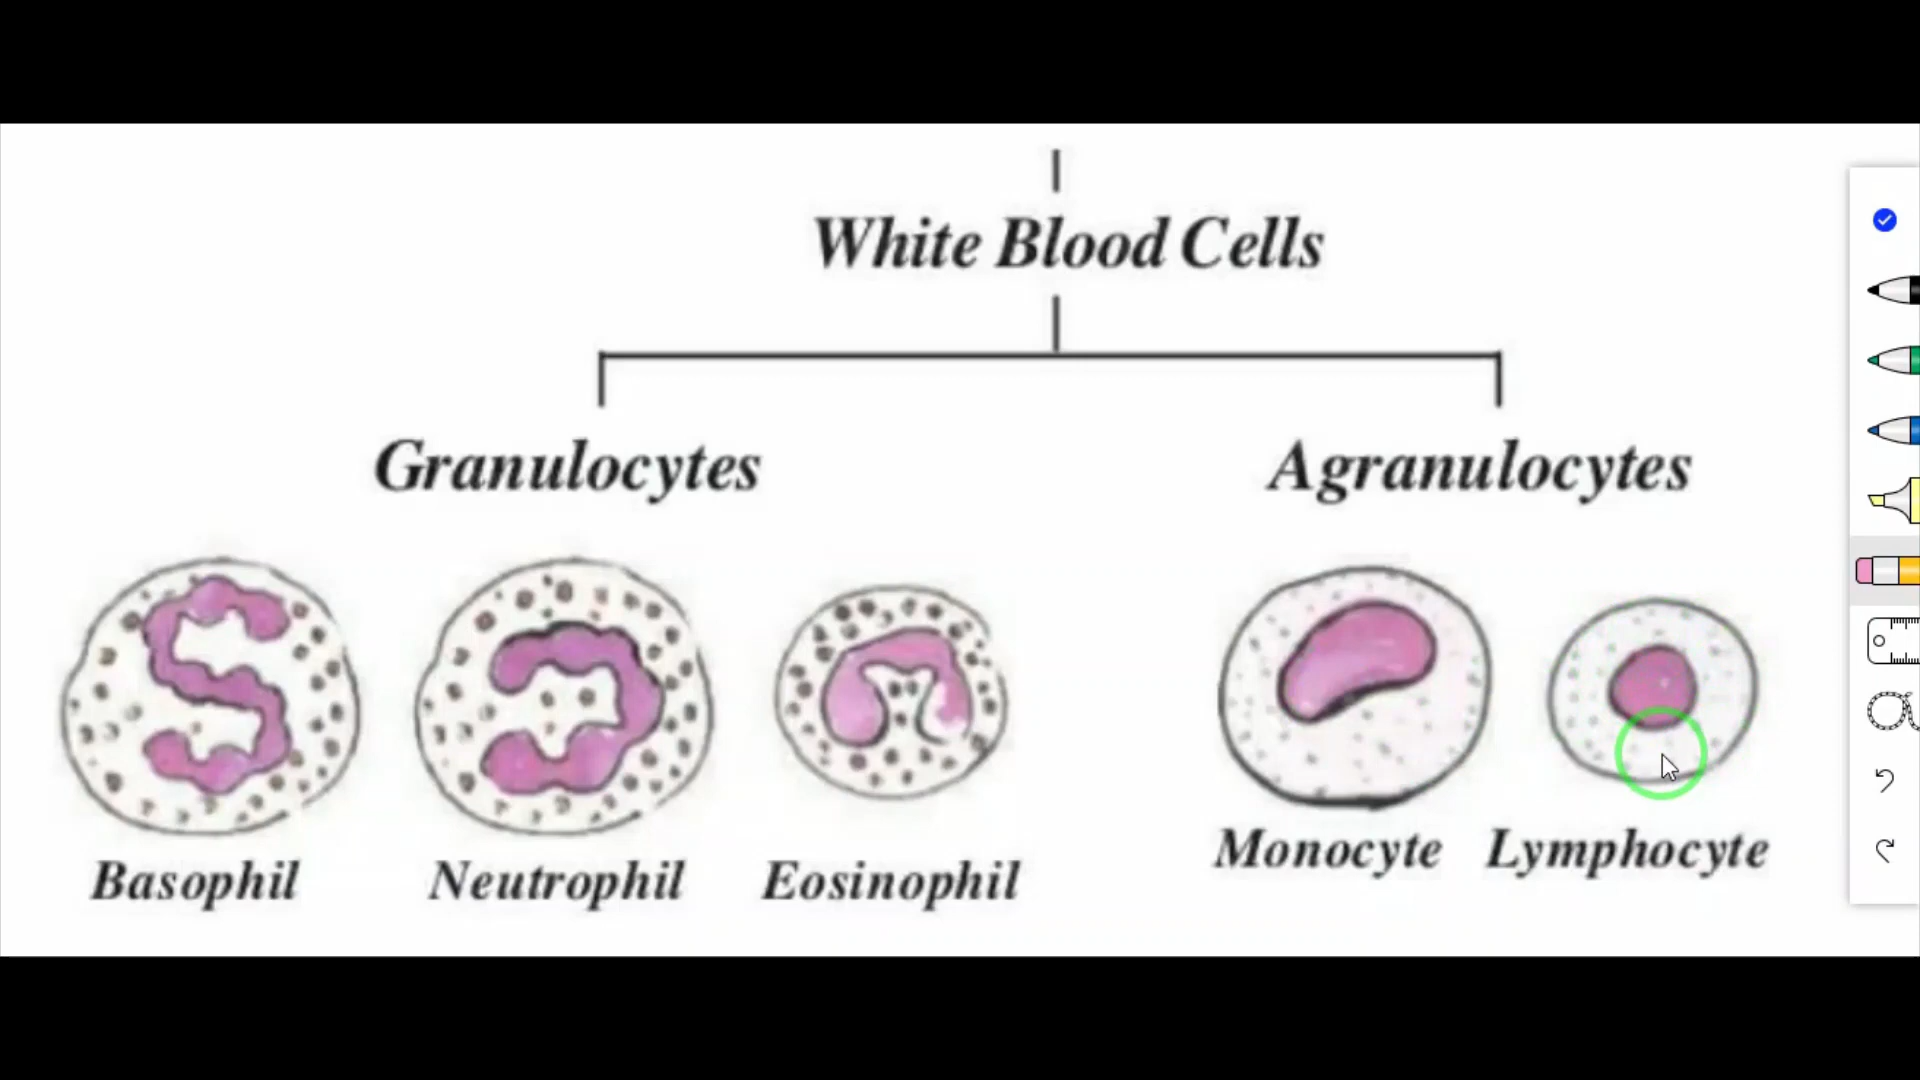 White Blood Cells
Granulocytes
Agranulocytes
Basophil
Neutrophil
Eosinophil
Monocyte
Lymphocyte